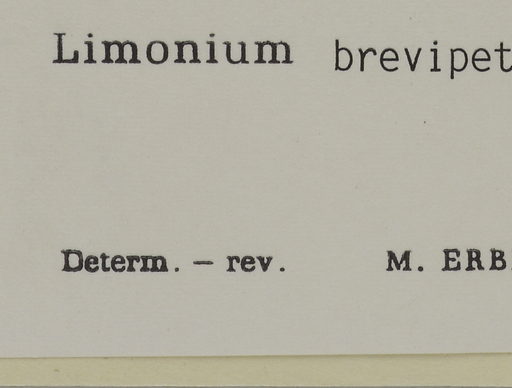 Limonium brevipet
Determ. — rev. M. ERB